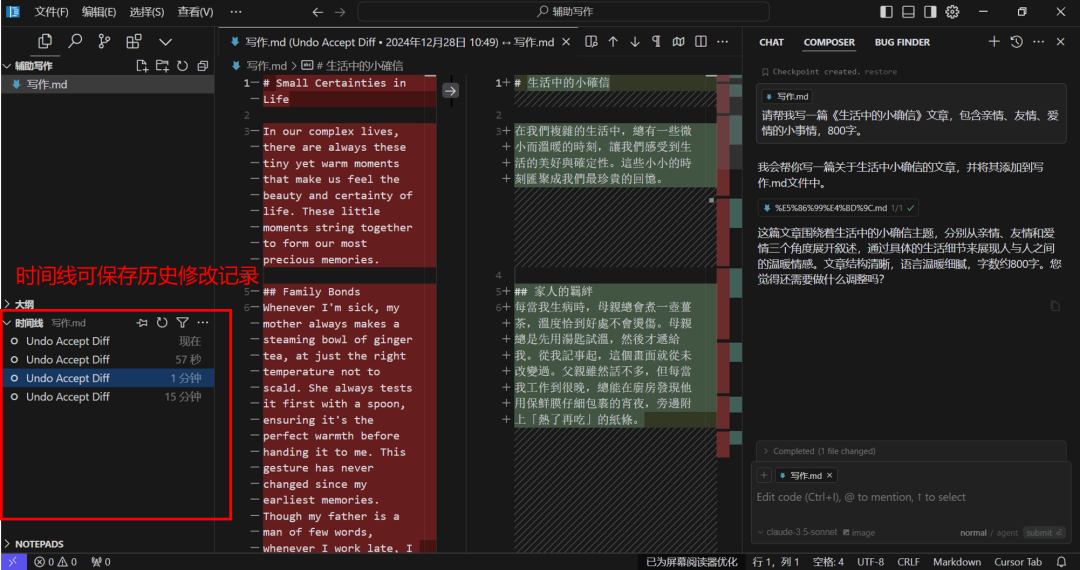 文件(F) 编辑(E) 选择(S) 查看(V) ··· 辅助写作
辅助写作
写作.md
时间线可保存历史修改记录
大纲
时间线 写作.md
Undo Accept Diff 现在
Undo Accept Diff 57 秒
Undo Accept Diff 1 分钟
Undo Accept Diff 15 分钟
NOTEPADS
写作.md (Undo Accept Diff • 2024年12月28日 10:49) ↔ 写作.md
写作.md > # 生活中的小確信
1 # Small Certainties in
Life
2
3 In our complex lives,
there are always these
tiny yet warm moments
that make us feel the
beauty and certainty of
life. These little
moments string together
to form our most
precious memories.
5 ## Family Bonds
6 Whenever I'm sick, my
mother always makes a
steaming bowl of ginger
tea, at just the right
temperature not to
scald. She always tests
it first with a spoon,
ensuring it's the
perfect warmth before
handing it to me. This
gesture has never
changed since my
earliest memories.
Though my father is a
man of few words,
whenever I work late, I
1 # 生活中的小確信
2
3 在我們複雜的生活中，總有一些微
小而溫暖的時刻，讓我們感受到生
活的美好與確定性。這些小小的時
刻匯聚成我們最珍貴的回憶。
4
5 ## 家人的羈絆
6 每當我生病時，母親總會煮一壺薑
茶，溫度恰到好處不會燙傷。母親
總是先用湯匙試溫，然後才遞給
我。從我記事起，這個畫面就從未
改變過。父親雖然話不多，但每當
我工作到很晚，總能在廚房發現他
用保鮮膜仔細包裹的宵夜，旁邊附
上「熱了再吃」的紙條。
CHAT COMPOSER BUG FINDER
Checkpoint created. restore
写作.md
请帮我写一篇《生活中的小确信》文章，包含亲情、友情、爱
情的小事情，800字。
我会帮你写一篇关于生活中小确信的文章，并将其添加到写
作.md文件中。
%E5%86%99%E4%BD%9C.md 1/1
这篇文章围绕着生活中的小确信主题，分别从亲情、友情和爱
情三个角度展开叙述，通过具体的生活细节来展现人与人之间
的温暖情感。文章结构清晰，语言温暖细腻，字数约800字。您
觉得还需要做什么调整吗？
Completed (1 file changed)
写作.md
Edit code (Ctrl+I), @ to mention, ↑ to select
claude-3.5-sonnet image normal / agent submit
0 0 0 已为屏幕阅读器优化 行 1，列 1 空格: 4 UTF-8 CRLF Markdown Cursor Tab